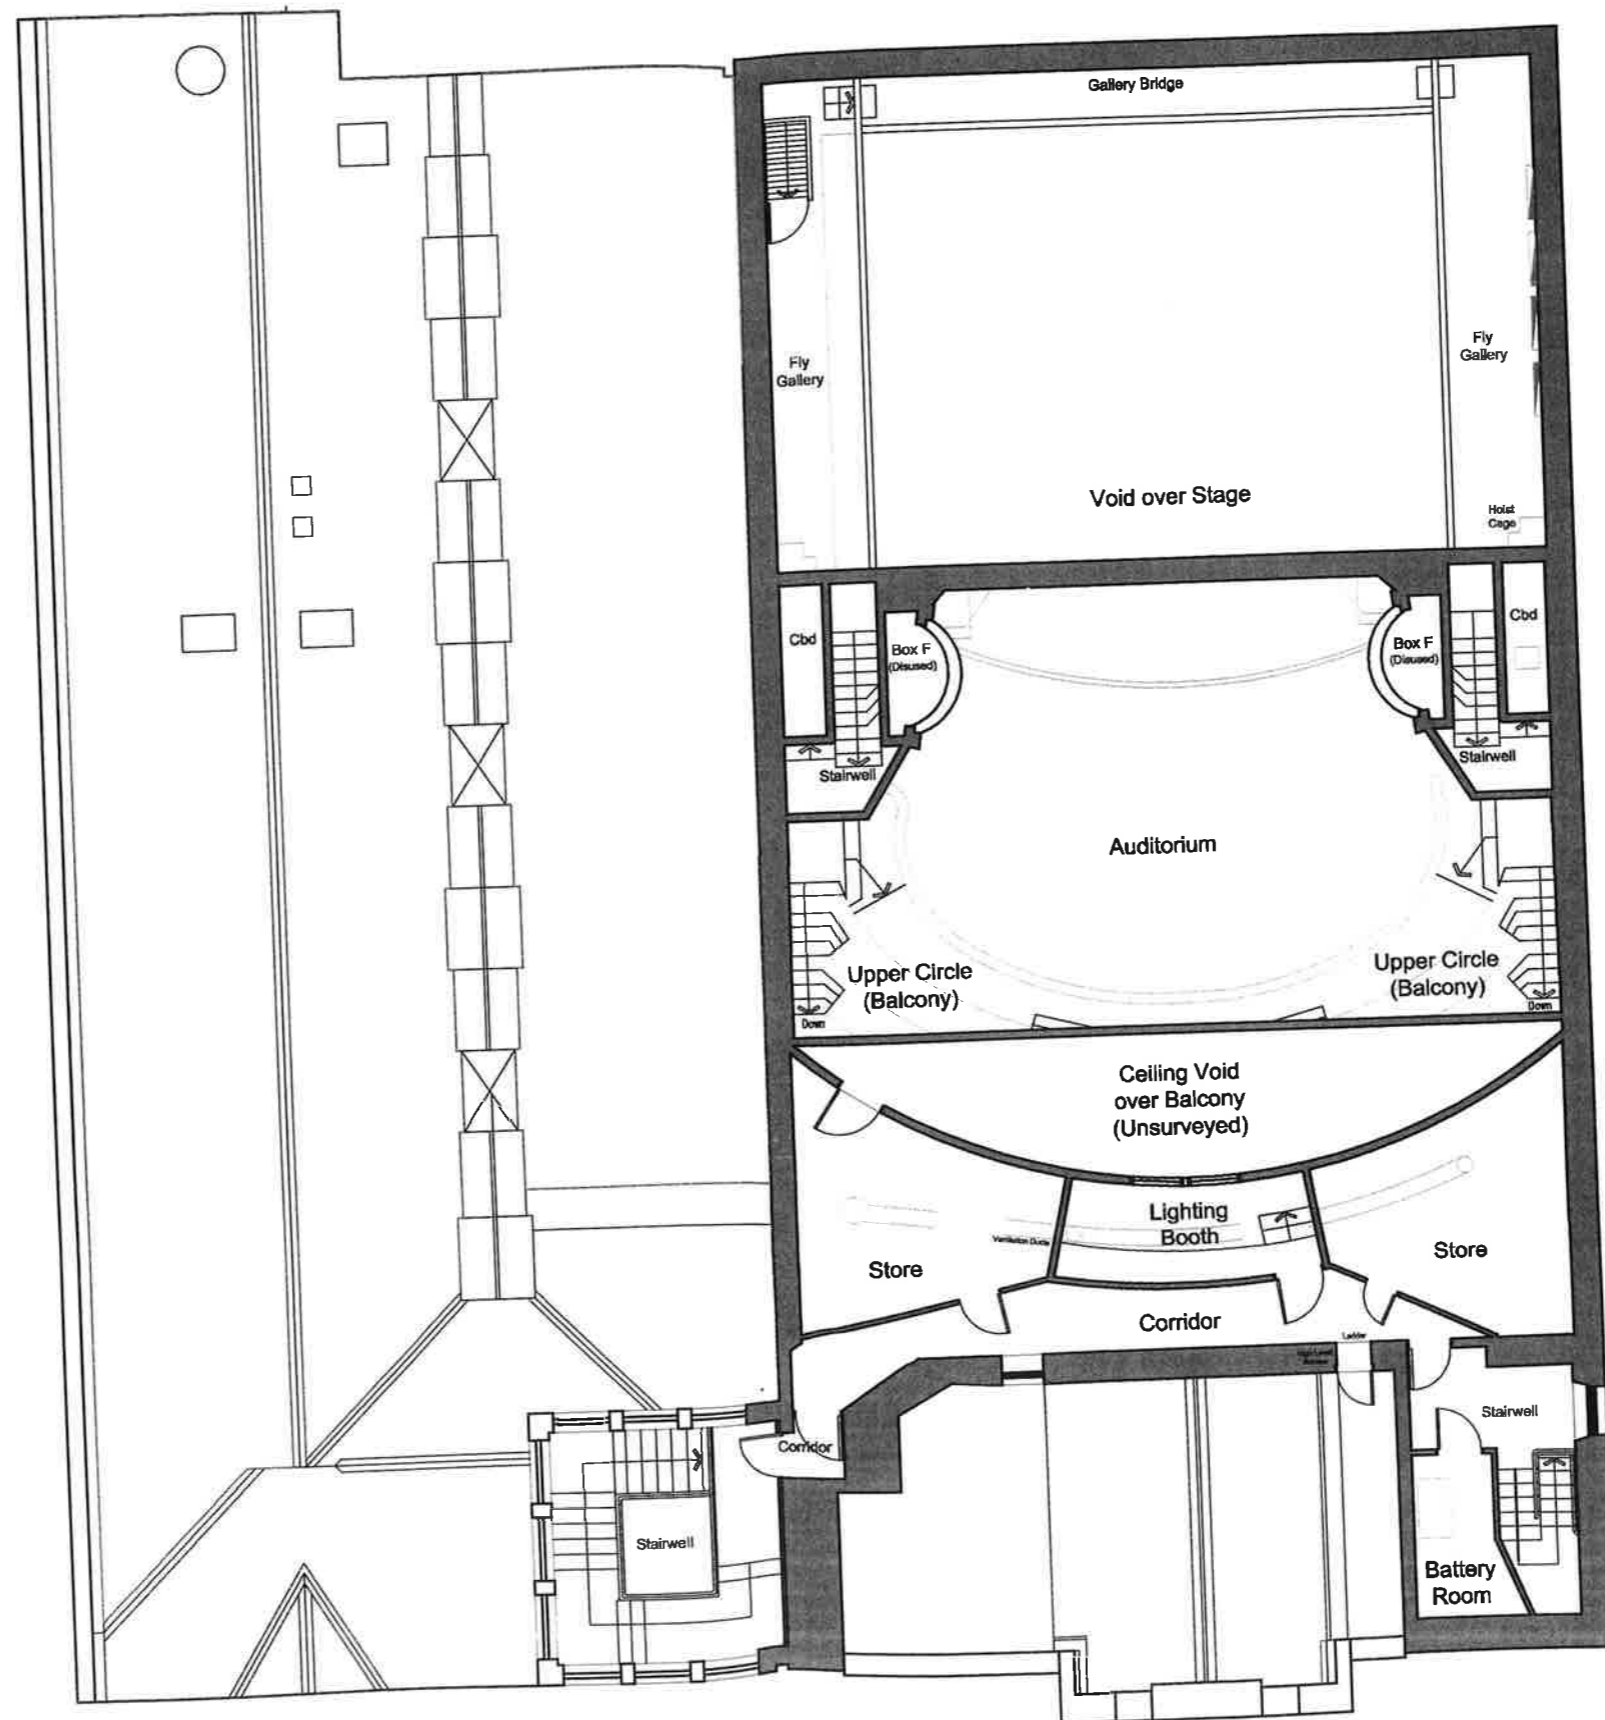 Gallery Bridge
Fly
Gallery
Fly
Gallery
Void over Stage
Hoist
Cage
Cbd
Box F
(Disused)
Box F
(Disused)
Cbd
Stairwell
Stairwell
Auditorium
Upper Circle
(Balcony)
Upper Circle
(Balcony)
Down
Down
Ceiling Void
over Balcony
(Unsurveyed)
Lighting
Booth
Ventilation Ducts
Store
Store
Corridor
Ladder
Stairwell
Corridor
Stairwell
Battery
Room